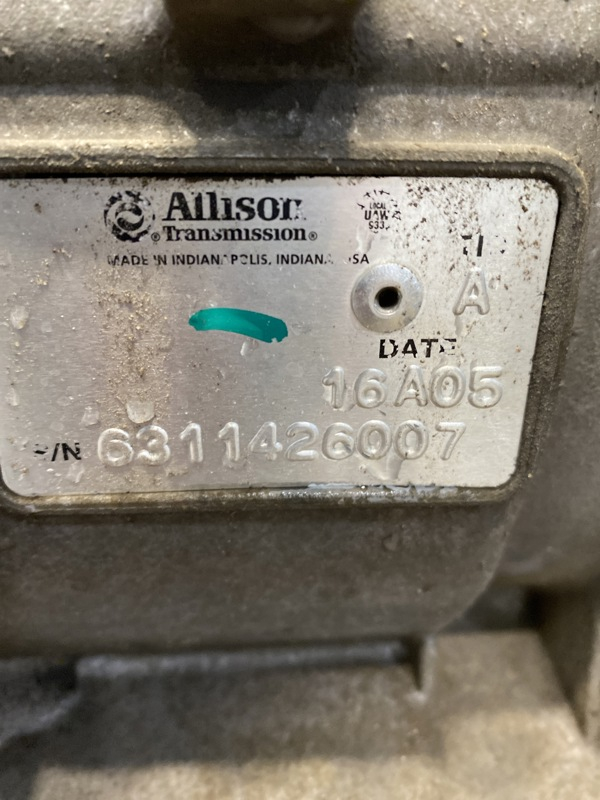 Allison
® Transmission®
LOCAL
UAW
933
MADE IN INDIANAPOLIS, INDIANA, USA
A
DATE
16A05
P/N 6311426007